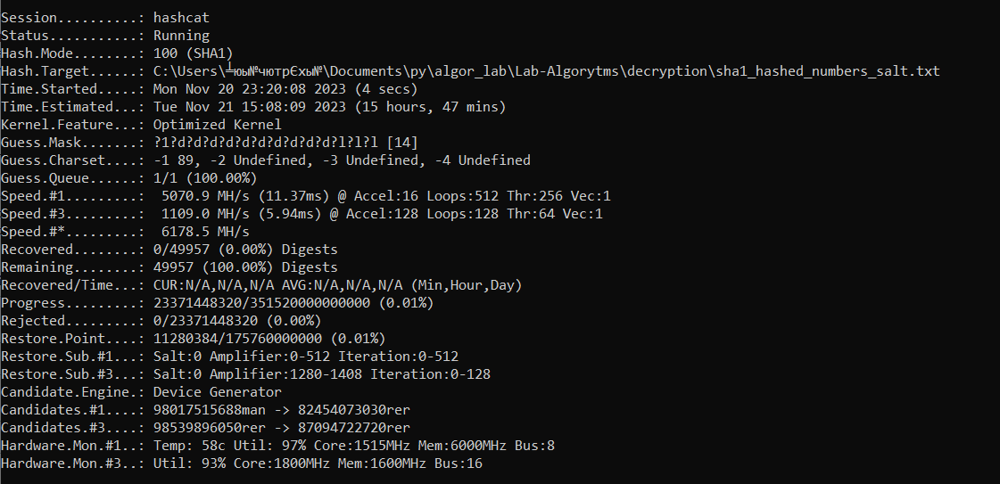 Session..........: hashcat
Status...........: Running
Hash.Mode........: 100 (SHA1)
Hash.Target......: C:\Users\╧юы№чютрЄхы№\Documents\py\algor_lab\Lab-Algorytms\decryption\sha1_hashed_numbers_salt.txt
Time.Started.....: Mon Nov 20 23:20:08 2023 (4 secs)
Time.Estimated...: Tue Nov 21 15:08:09 2023 (15 hours, 47 mins)
Kernel.Feature...: Optimized Kernel
Guess.Mask.......: ?1?d?d?d?d?d?d?d?d?d?d?l?l?l [14]
Guess.Charset....: -1 89, -2 Undefined, -3 Undefined, -4 Undefined
Guess.Queue......: 1/1 (100.00%)
Speed.#1.........:  5070.9 MH/s (11.37ms) @ Accel:16 Loops:512 Thr:256 Vec:1
Speed.#3.........:  1109.0 MH/s (5.94ms) @ Accel:128 Loops:128 Thr:64 Vec:1
Speed.#*.........:  6178.5 MH/s
Recovered........: 0/49957 (0.00%) Digests
Remaining........: 49957 (100.00%) Digests
Recovered/Time...: CUR:N/A,N/A,N/A AVG:N/A,N/A,N/A (Min,Hour,Day)
Progress.........: 23371448320/351520000000000 (0.01%)
Rejected.........: 0/23371448320 (0.00%)
Restore.Point....: 11280384/175760000000 (0.01%)
Restore.Sub.#1...: Salt:0 Amplifier:0-512 Iteration:0-512
Restore.Sub.#3...: Salt:0 Amplifier:1280-1408 Iteration:0-128
Candidate.Engine.: Device Generator
Candidates.#1....: 98017515688man -> 82454073030rer
Candidates.#3....: 98539896050rer -> 87094722720rer
Hardware.Mon.#1..: Temp: 58c Util: 97% Core:1515MHz Mem:6000MHz Bus:8
Hardware.Mon.#3..: Util: 93% Core:1800MHz Mem:1600MHz Bus:16